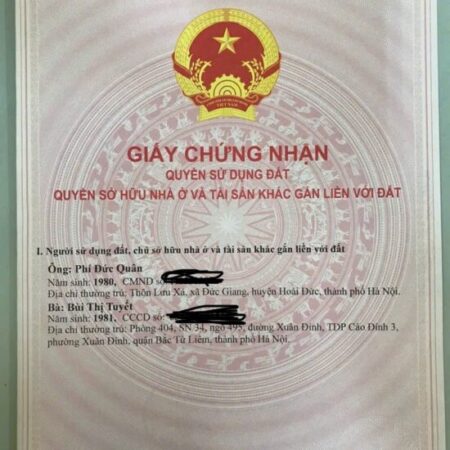 GIẤY CHỨNG NHẬN
QUYỀN SỬ DỤNG ĐẤT
QUYỀN SỞ HỮU NHÀ Ở VÀ TÀI SẢN KHÁC GẮN LIỀN VỚI ĐẤT
I. Người sử dụng đất, chủ sở hữu nhà ở và tài sản khác gắn liền với đất
Ông: Phí Đức Quân
Năm sinh: 1980, CMND số:
Địa chỉ thường trú: Thôn Lưu Xá, xã Đức Giang, huyện Hoài Đức, thành phố Hà Nội.
Bà: Bùi Thị Tuyết
Năm sinh: 1981, CCCD số:
Địa chỉ thường trú: Phòng 404, SN 34, ngõ 495, đường Xuân Đỉnh, TDP Cáo Đỉnh 3,
phường Xuân Đỉnh, quận Bắc Từ Liêm, thành phố Hà Nội.